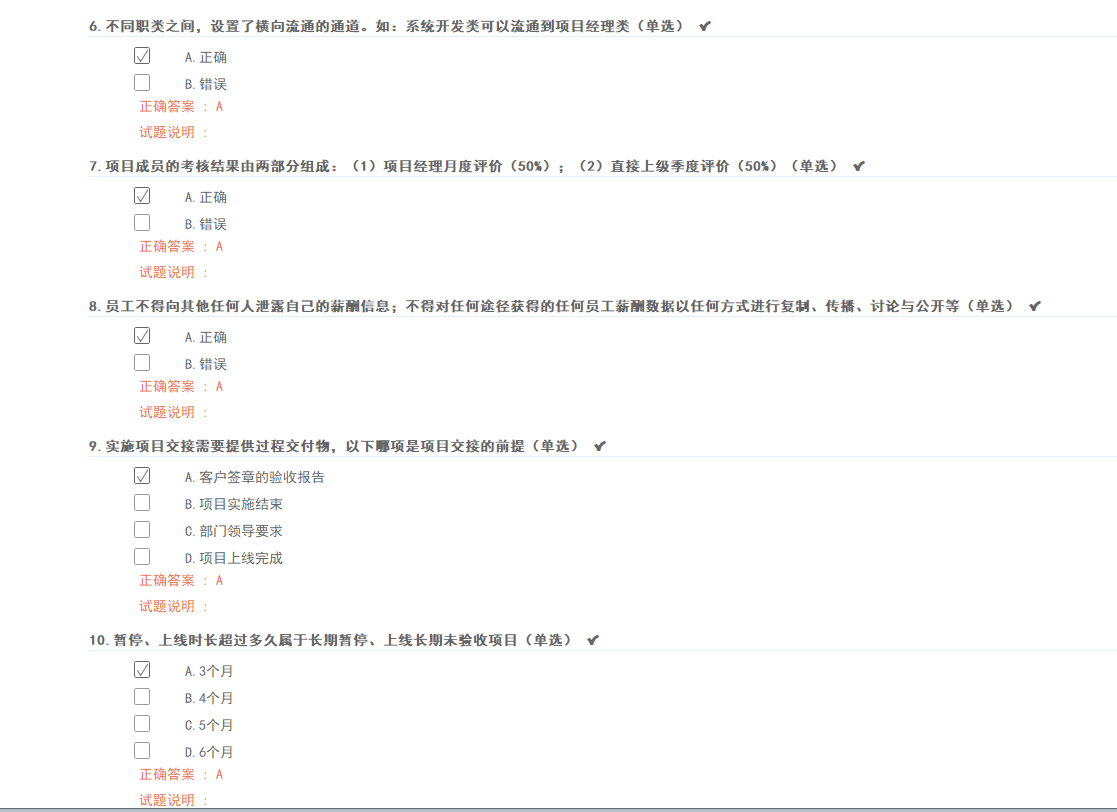 6. 不同职类之间，设置了横向流通的通道。如：系统开发类可以流通到项目经理类（单选） ✔
A. 正确
B. 错误
正确答案 ： A
试题说明 ：
7. 项目成员的考核结果由两部分组成：（1）项目经理月度评价（50%）；（2）直接上级季度评价（50%）（单选） ✔
A. 正确
B. 错误
正确答案 ： A
试题说明 ：
8. 员工不得向其他任何人泄露自己的薪酬信息；不得对任何途径获得的任何员工薪酬数据以任何方式进行复制、传播、讨论与公开等（单选） ✔
A. 正确
B. 错误
正确答案 ： A
试题说明 ：
9. 实施项目交接需要提供过程交付物，以下哪项是项目交接的前提（单选） ✔
A. 客户签章的验收报告
B. 项目实施结束
C. 部门领导要求
D. 项目上线完成
正确答案 ： A
试题说明 ：
10. 暂停、上线时长超过多久属于长期暂停、上线长期未验收项目（单选） ✔
A. 3个月
B. 4个月
C. 5个月
D. 6个月
正确答案 ： A
试题说明 ：